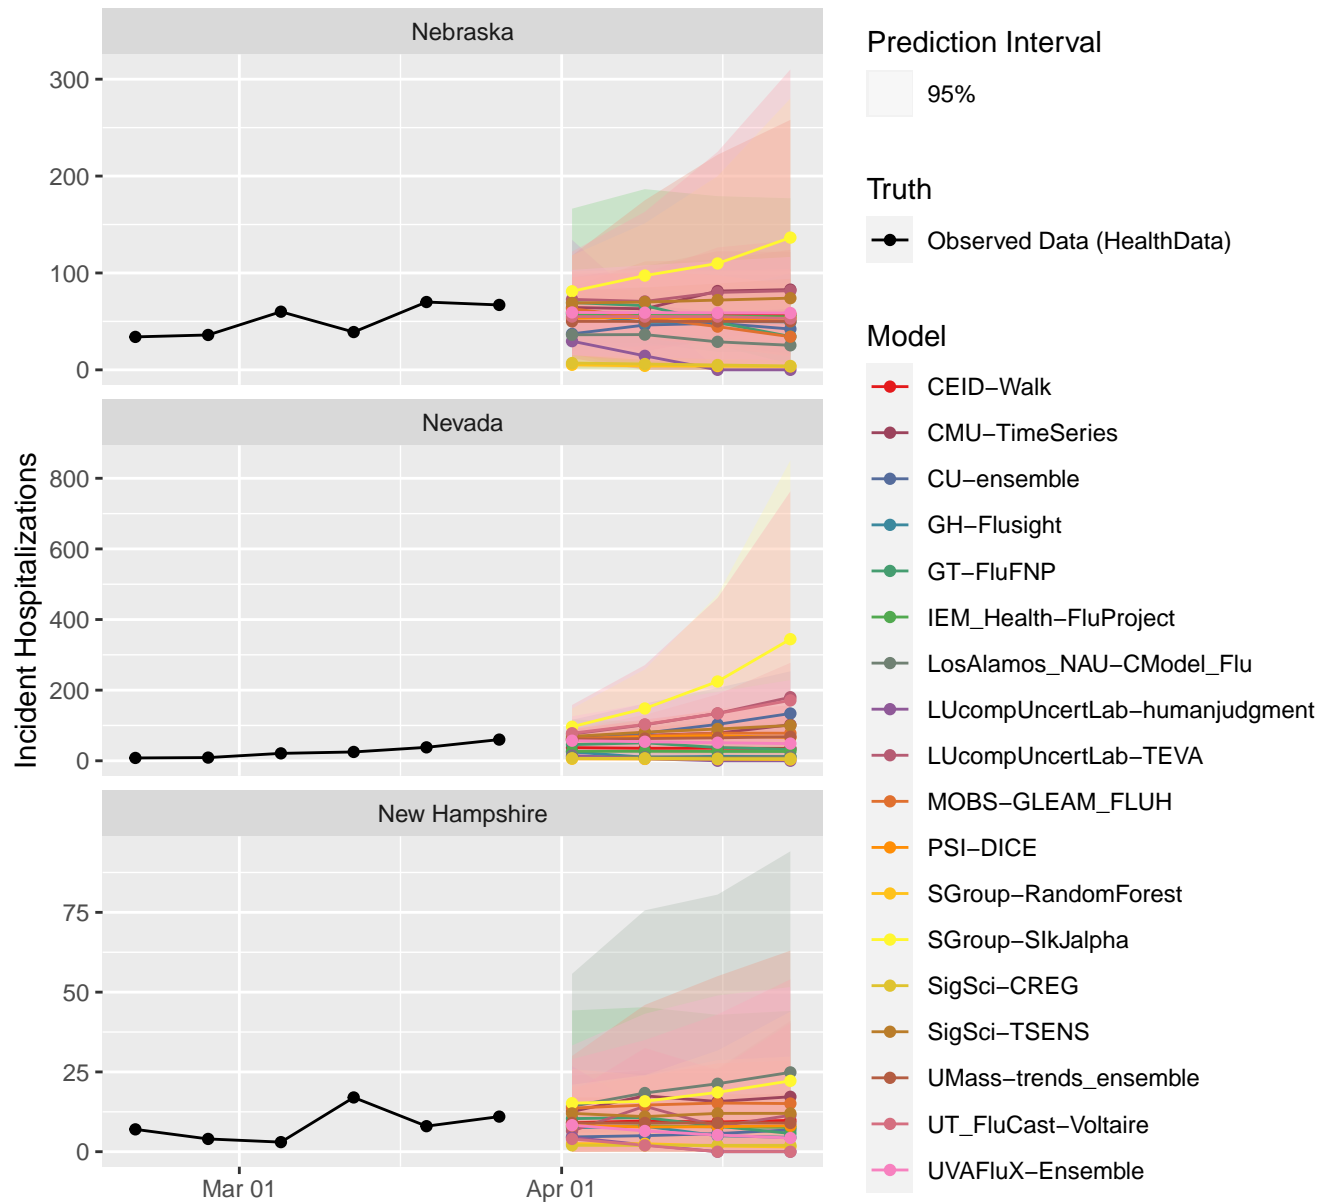 Nebraska
300
200
100
0
Nevada
800
600
400
200
0
New Hampshire
75
50
25
0
Mar 01
Apr 01
Incident Hospitalizations
Prediction Interval
95%
Truth
Observed Data (HealthData)
Model
CEID−Walk
CMU−TimeSeries
CU−ensemble
GH−Flusight
GT−FluFNP
IEM_Health−FluProject
LosAlamos_NAU−CModel_Flu
LUcompUncertLab−humanjudgment
LUcompUncertLab−TEVA
MOBS−GLEAM_FLUH
PSI−DICE
SGroup−RandomForest
SGroup−SIkJalpha
SigSci−CREG
SigSci−TSENS
UMass−trends_ensemble
UT_FluCast−Voltaire
UVAFluX−Ensemble